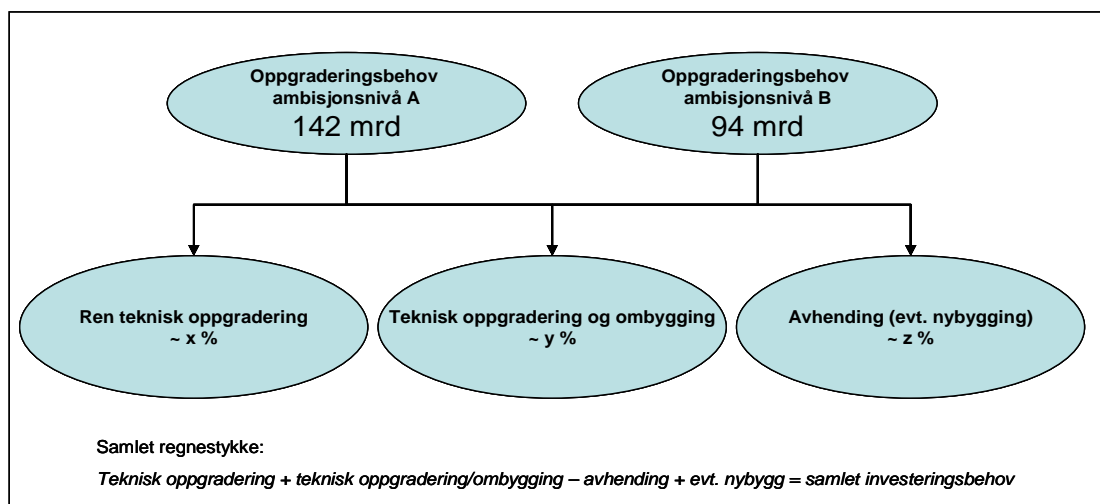 Oppgraderingsbehov
ambisjonsnivå A
142 mrd
Oppgraderingsbehov
ambisjonsnivå B
94 mrd
Ren teknisk oppgradering
~ x %
Teknisk oppgradering og ombygging
~ y %
Avhending (evt. nybygging)
~ z %
Samlet regnestykke:
Teknisk oppgradering + teknisk oppgradering/ombygging – avhending + evt. nybygg = samlet investeringsbehov